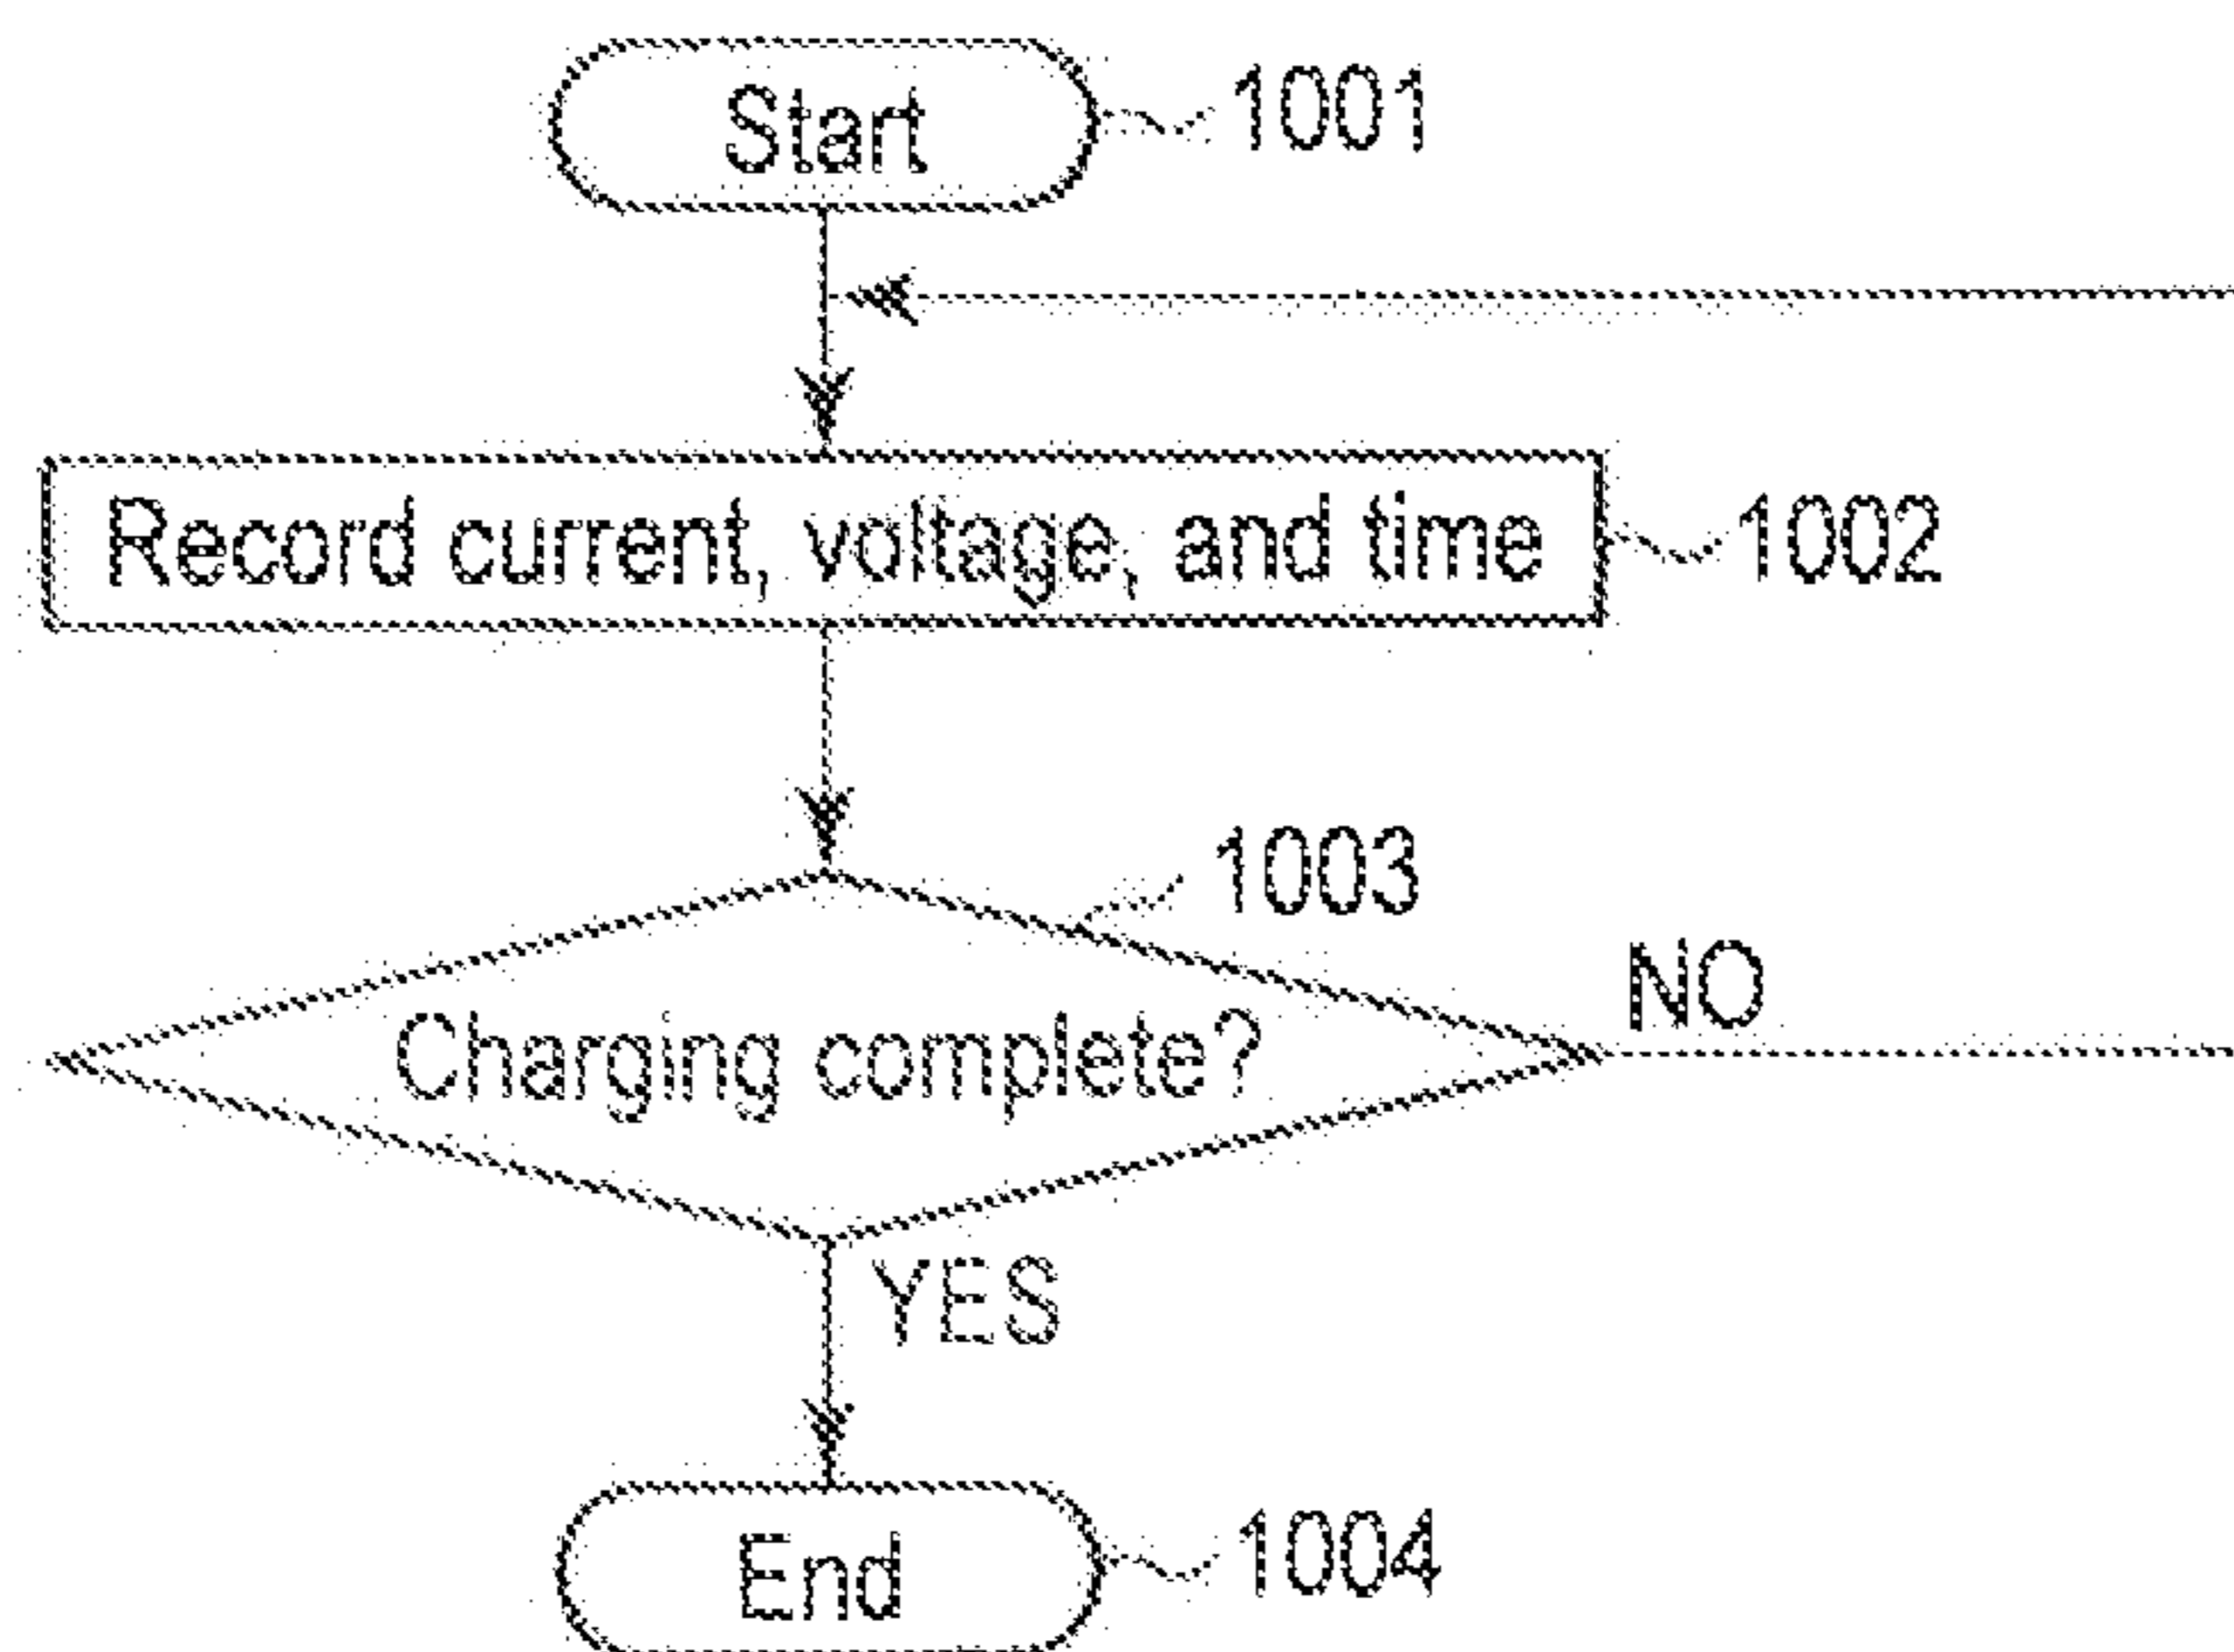 Start 1001
Record current, voltage, and time 1002
1003
NO
Charging complete?
YES
End 1004